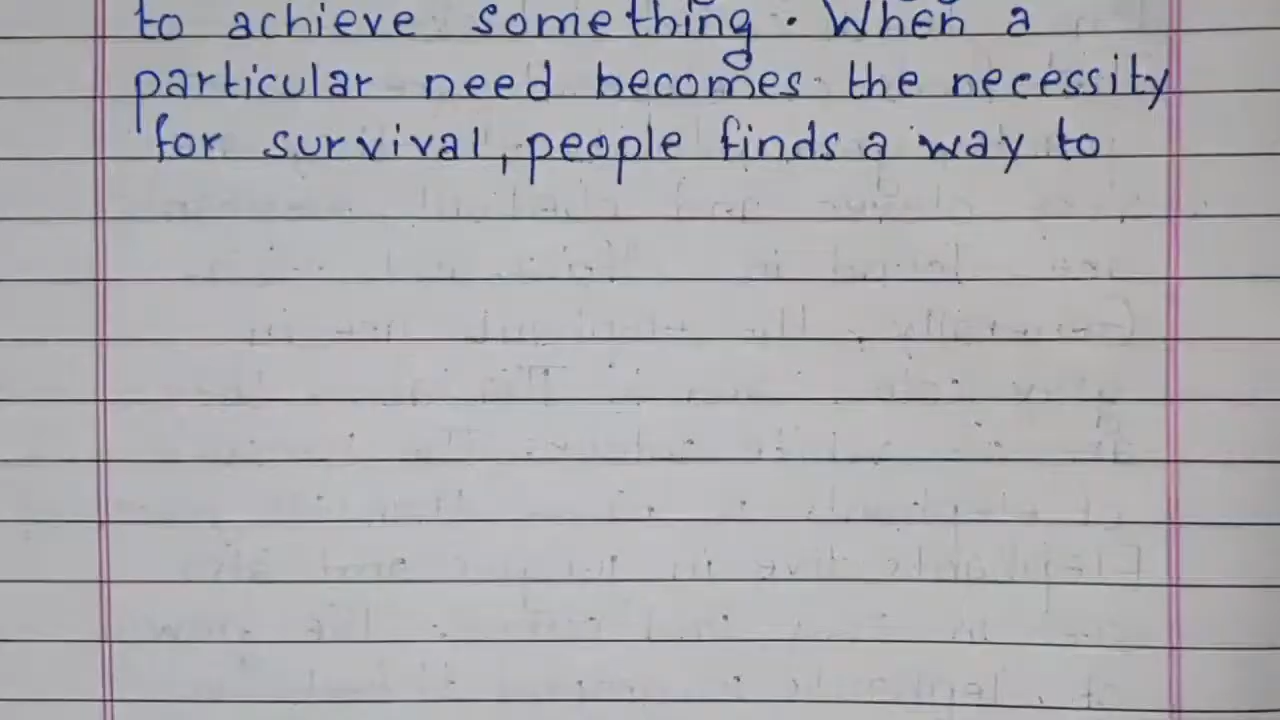 to achieve something. When a
particular need becomes the necessity
for survival, people finds a way to